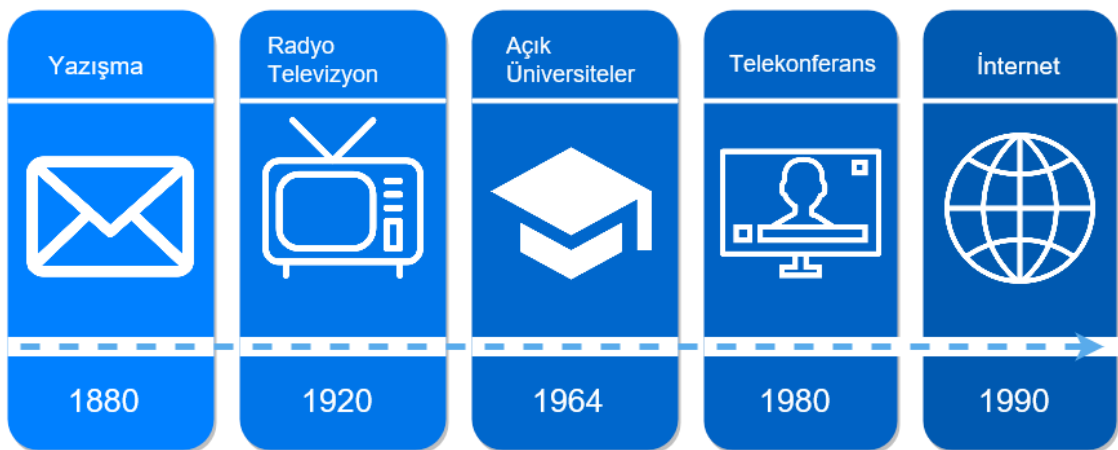 Yazışma
Radyo
Televizyon
Açık
Üniversiteler
Telekonferans
İnternet
1880
1920
1964
1980
1990